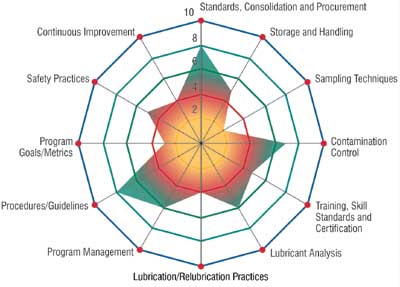 10
Standards, Consolidation and Procurement
Continuous Improvement
8
Storage and Handling
6
Safety Practices
4
Sampling Techniques
2
Program
Goals/Metrics
Contamination
Control
Procedures/Guidelines
Training, Skill
Standards and
Certification
Program Management
Lubricant Analysis
Lubrication/Relubrication Practices